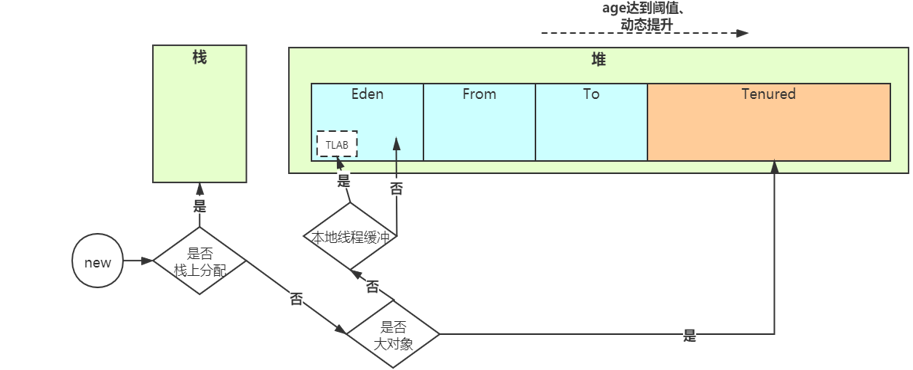 age达到阈值、
动态提升
栈
堆
Eden
From
To
Tenured
TLAB
是
否
是
本地线程缓冲
new
是否
栈上分配
否
否
是否
大对象
是